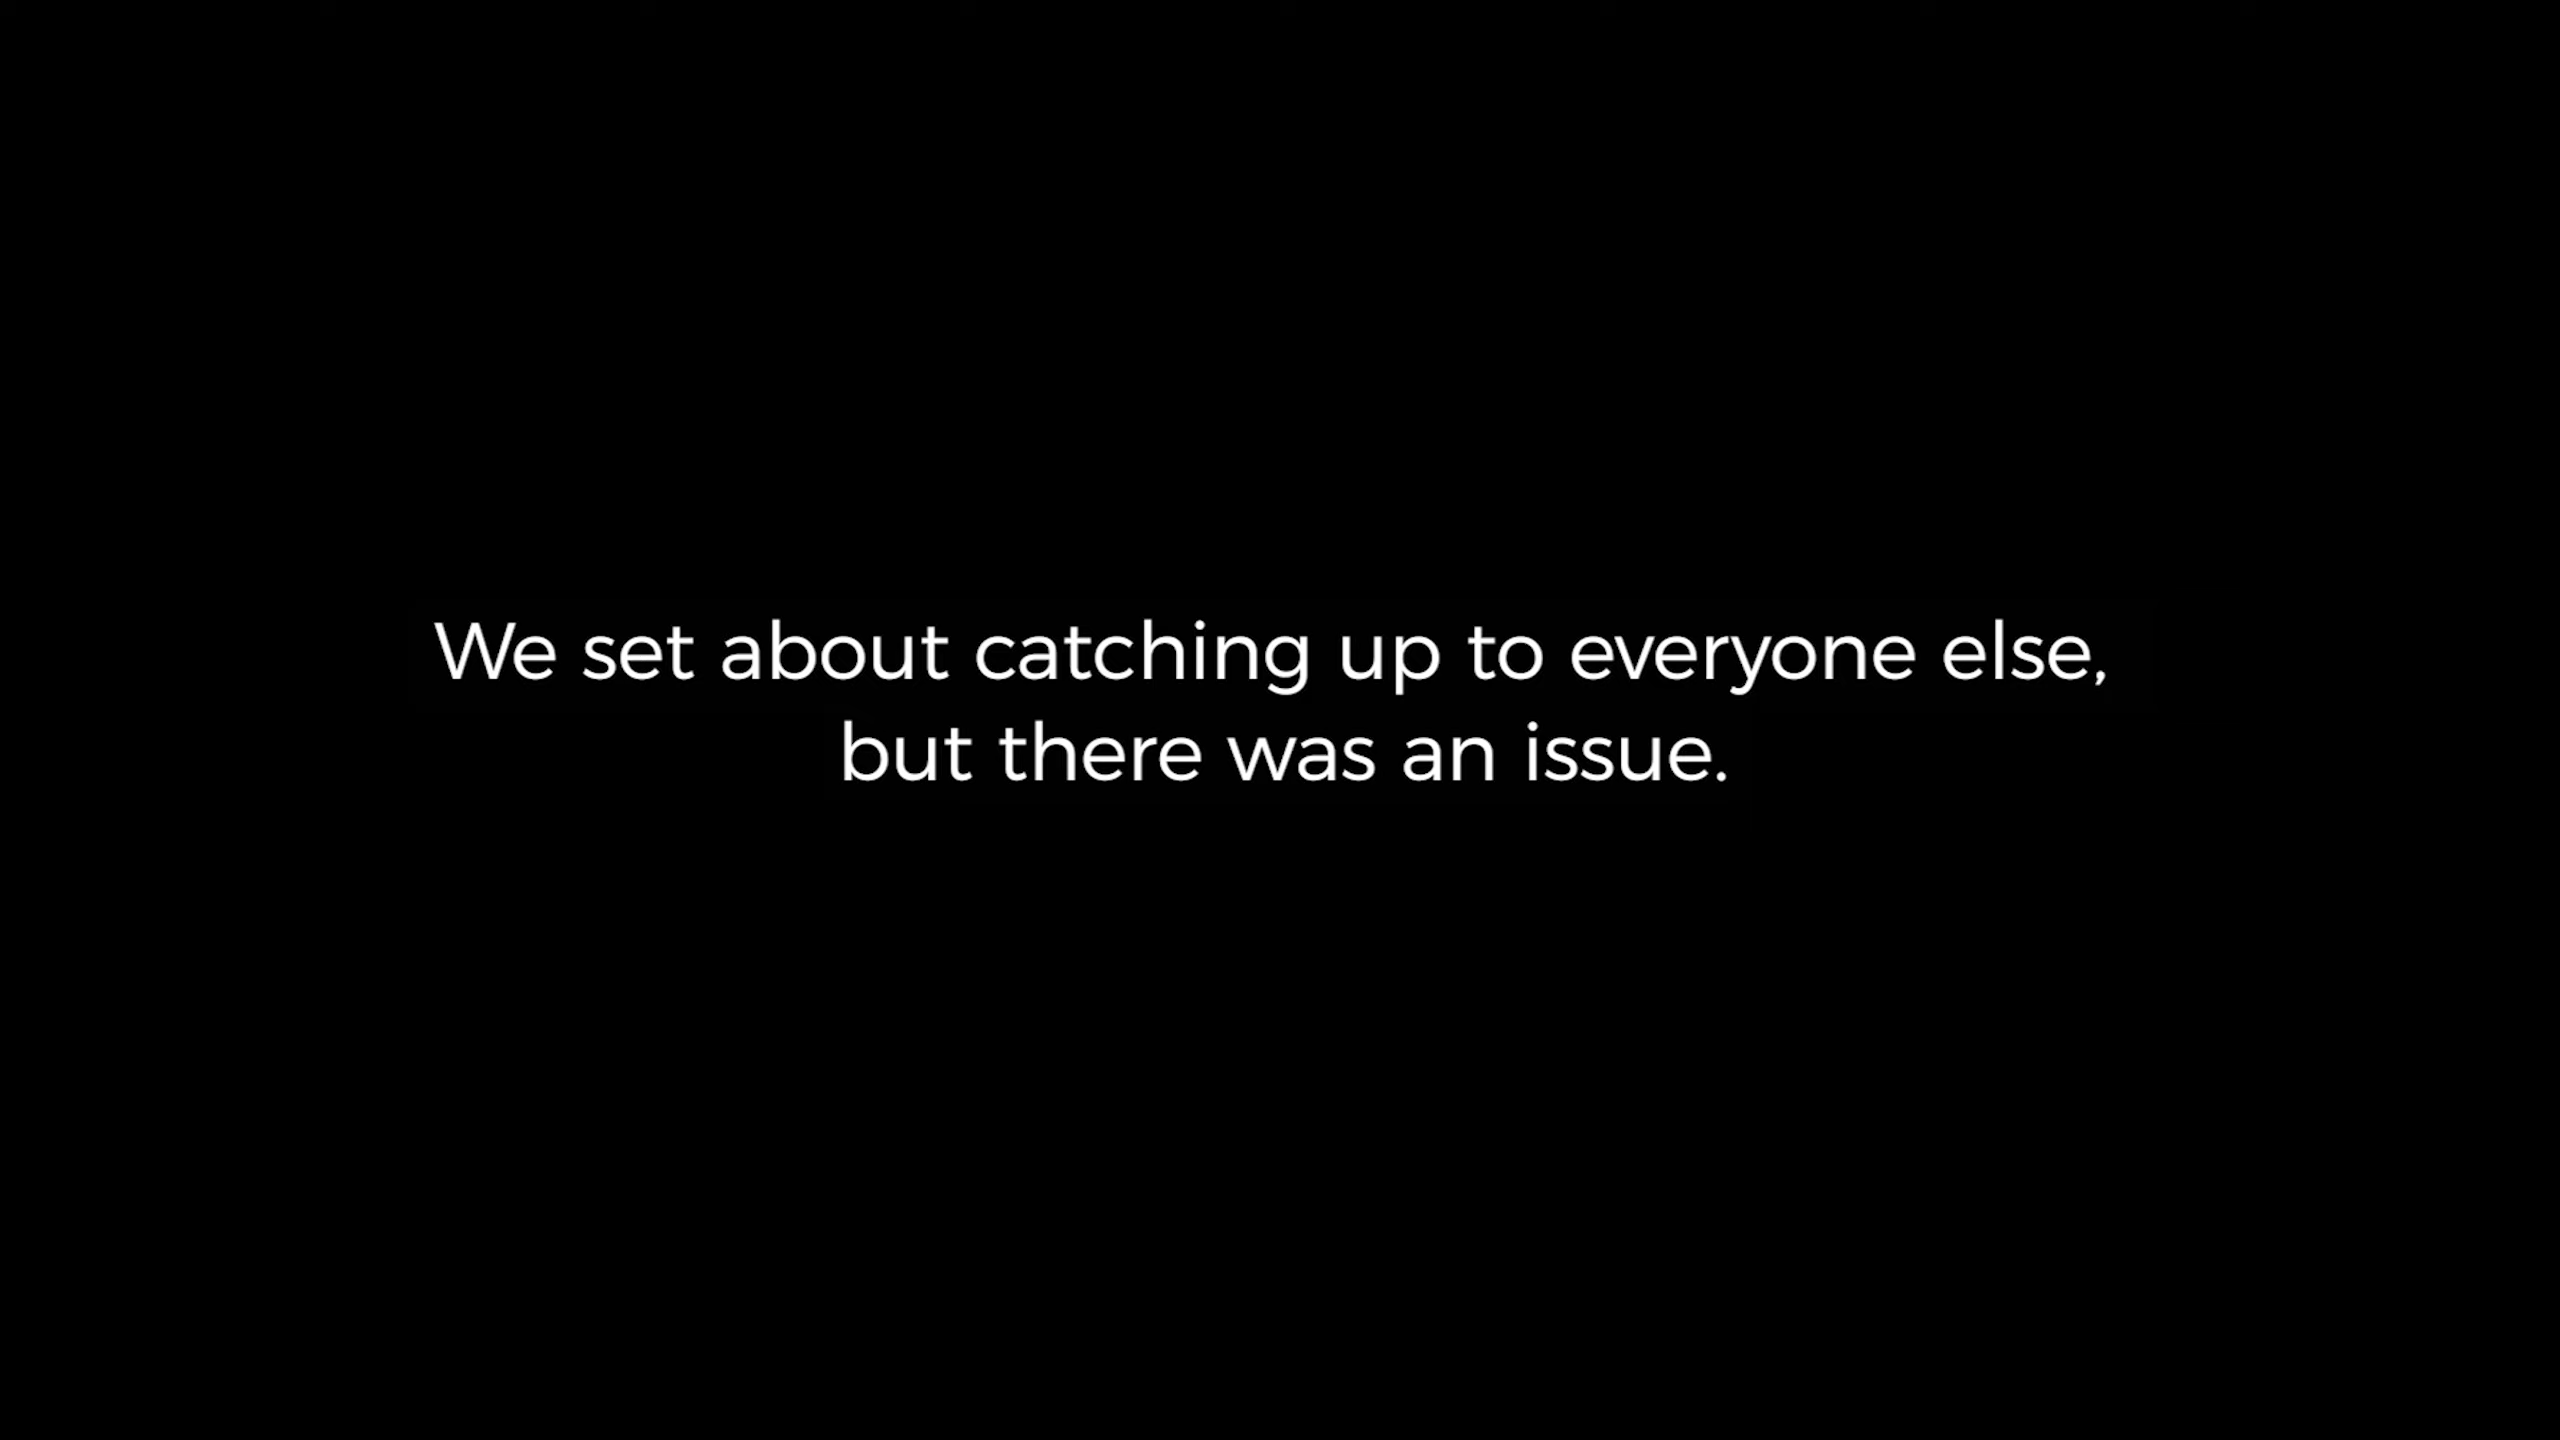 We set about catching up to everyone else,
but there was an issue.